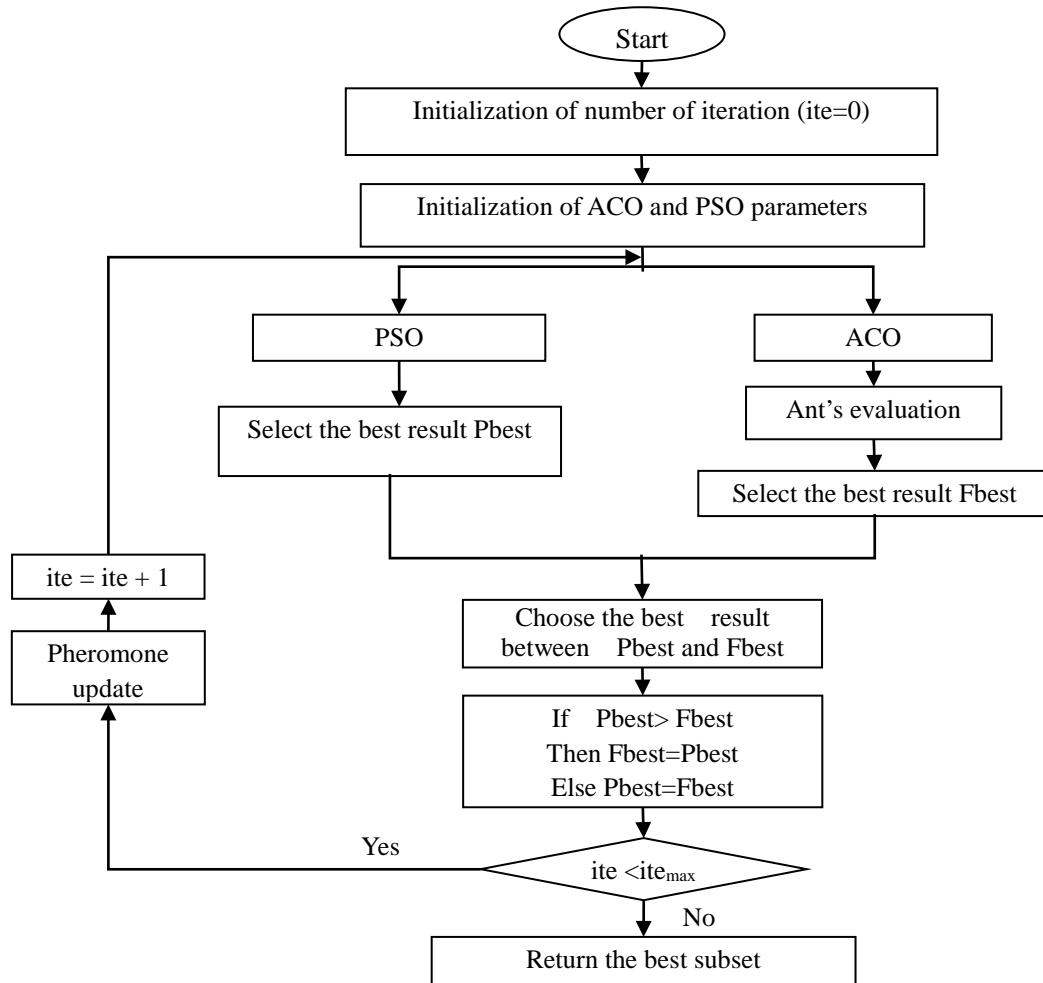 Start
Initialization of number of iteration (ite=0)
Initialization of ACO and PSO parameters
PSO
ACO
Select the best result Pbest
Ant's evaluation
Select the best result Fbest
ite = ite + 1
Pheromone
update
Choose the best result
between Pbest and Fbest
If Pbest> Fbest
Then Fbest=Pbest
Else Pbest=Fbest
Yes
ite <ite_max
No
Return the best subset